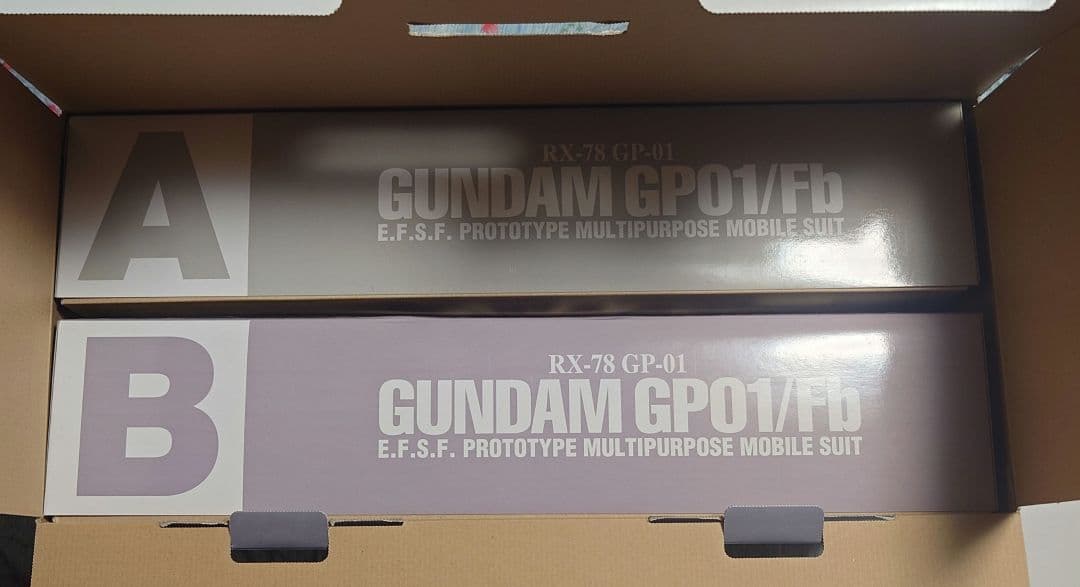 A
RX-78 GP-01
GUNDAM GP01/Fb
E.F.S.F. PROTOTYPE MULTIPURPOSE MOBILE SUIT
B
RX-78 GP-01
GUNDAM GP01/Fb
E.F.S.F. PROTOTYPE MULTIPURPOSE MOBILE SUIT